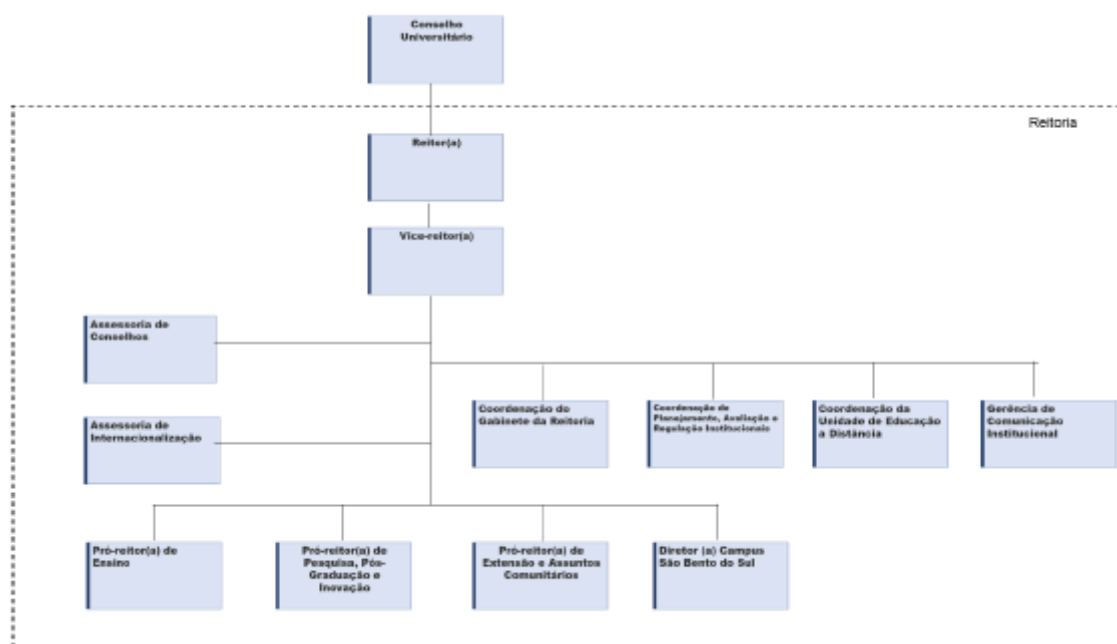 Conselho
Universitário
Reitoria
Reitor(a)
Vice-reitor(a)
Assessoria de
Conselhos
Coordenação do
Gabinete da Reitoria
Coordenação de
Planejamento, Avaliação e
Regulação Institucionais
Coordenação da
Unidade de Educação
a Distância
Gerência de
Comunicação
Institucional
Assessoria de
Internacionalização
Pró-reitor(a) de
Ensino
Pró-reitor(a) de
Pesquisa, Pós-
Graduação e
Inovação
Pró-reitor(a) de
Extensão e Assuntos
Comunitários
Diretor (a) Campus
São Bento do Sul